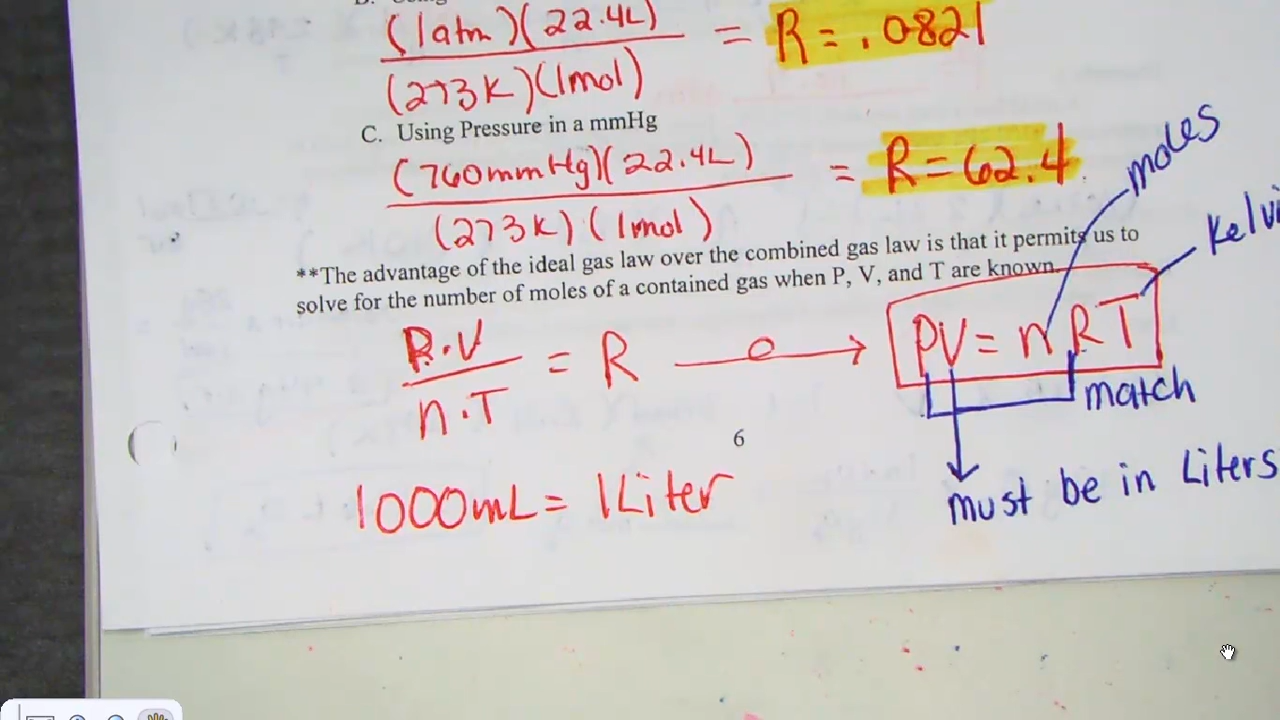 (1atm)(22.4L)
(273K)(1mol)
= R = .0821
C. Using Pressure in a mmHg
(760mmHg)(22.4L)
(273K)(1mol)
= R = 62.4
moles
**The advantage of the ideal gas law over the combined gas law is that it permits us to
solve for the number of moles of a contained gas when P, V, and T are known.
P·V
n·T
= R
PV = nRT
match
6
1000mL = 1 Liter
must be in Liters